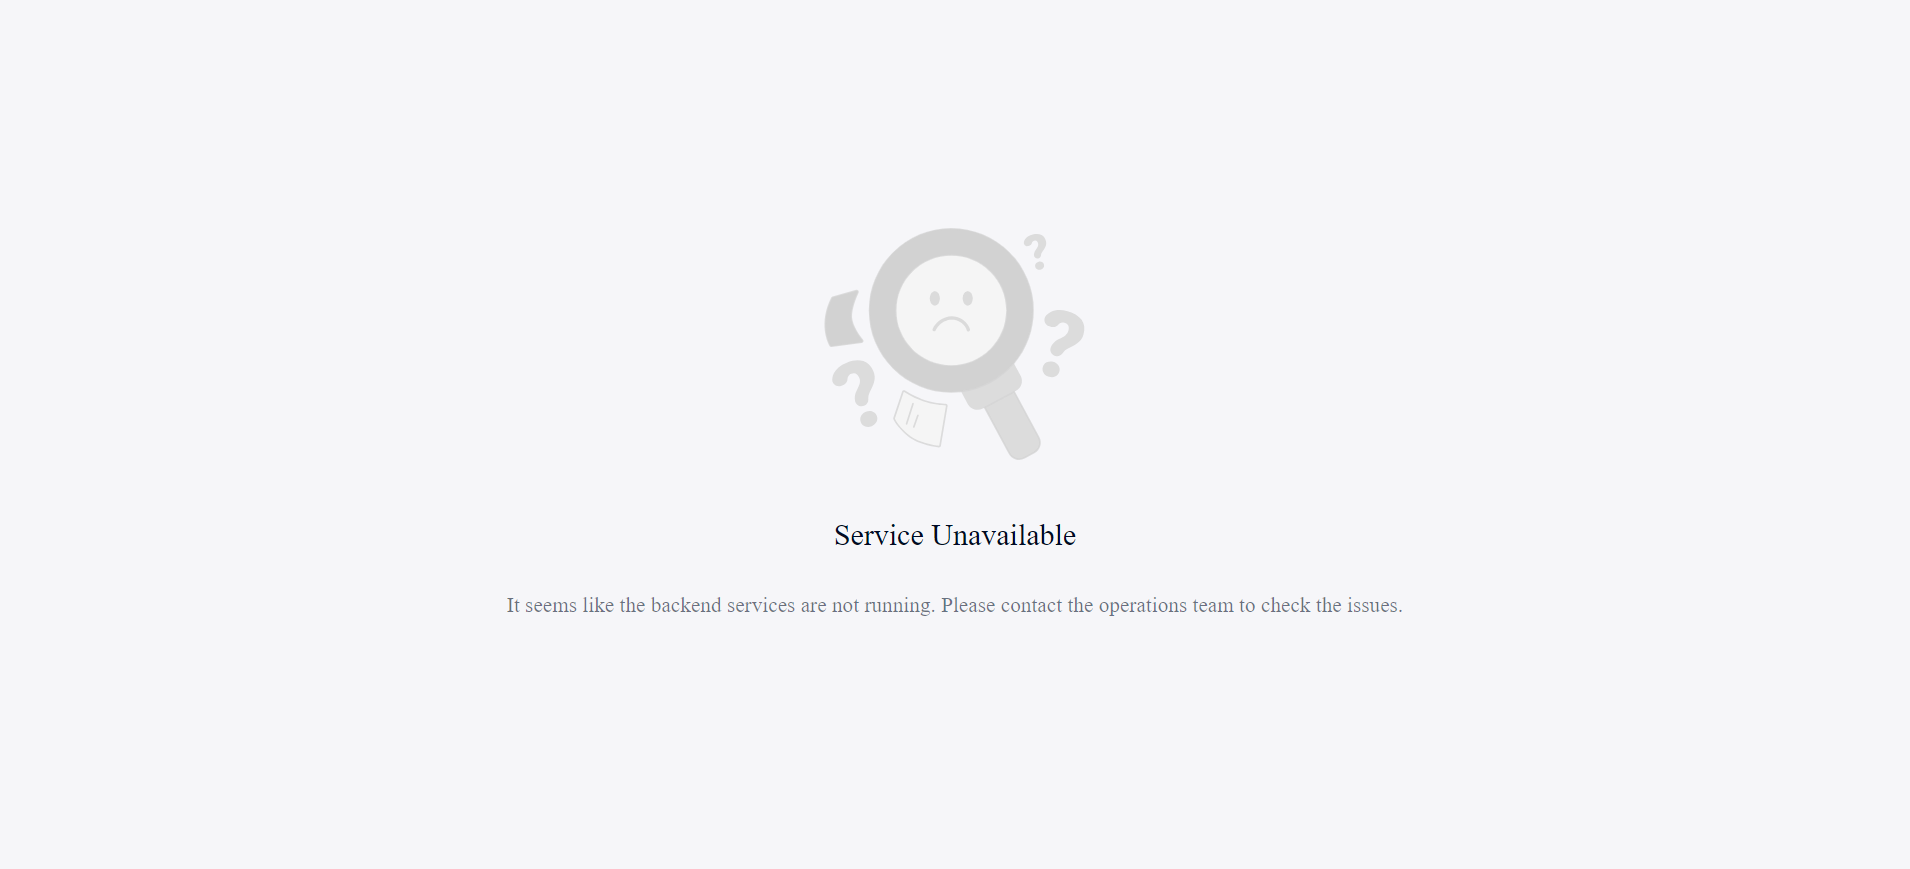 Service Unavailable
It seems like the backend services are not running. Please contact the operations team to check the issues.